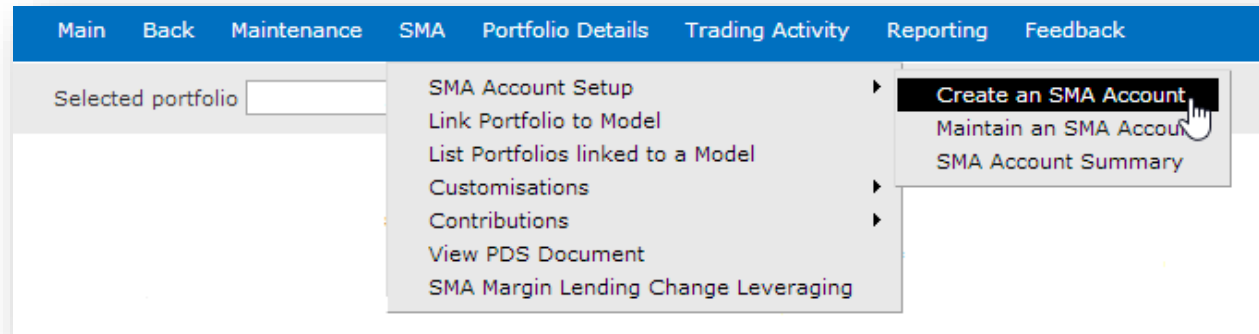 Main Back Maintenance SMA Portfolio Details Trading Activity Reporting Feedback
Selected portfolio
SMA Account Setup
Link Portfolio to Model
List Portfolios linked to a Model
Customisations
Contributions
View PDS Document
SMA Margin Lending Change Leveraging
Create an SMA Account
Maintain an SMA Accou
SMA Account Summary